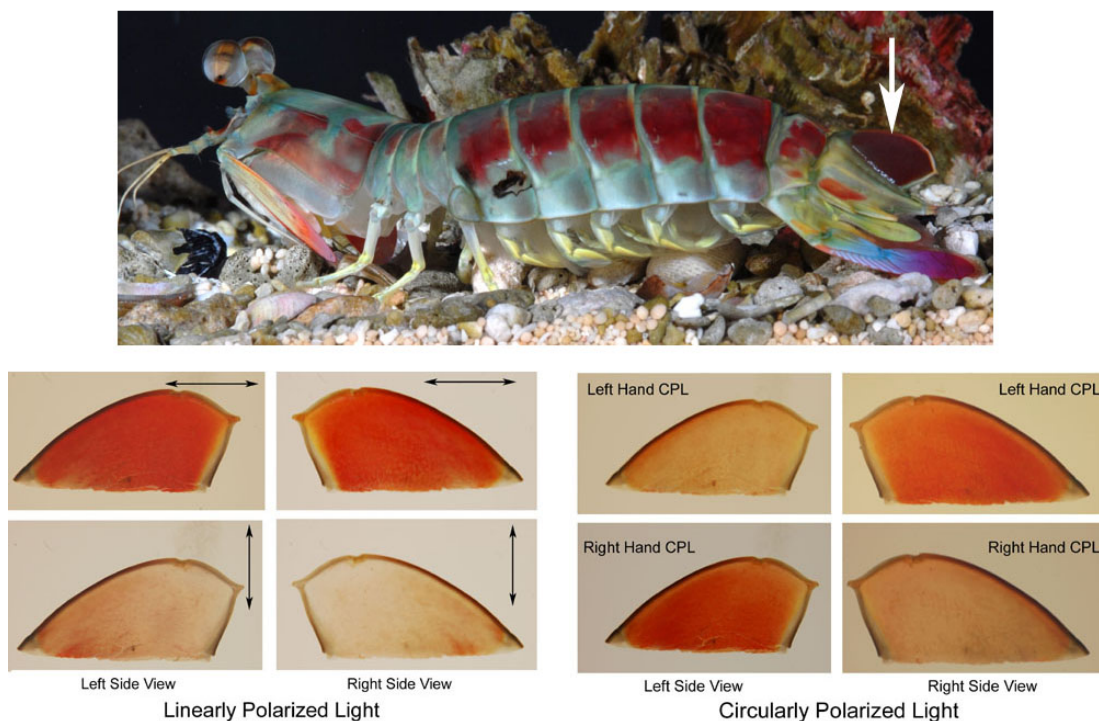 Left Hand CPL
Left Hand CPL
Right Hand CPL
Right Hand CPL
Left Side View
Right Side View
Left Side View
Right Side View
Linearly Polarized Light
Circularly Polarized Light